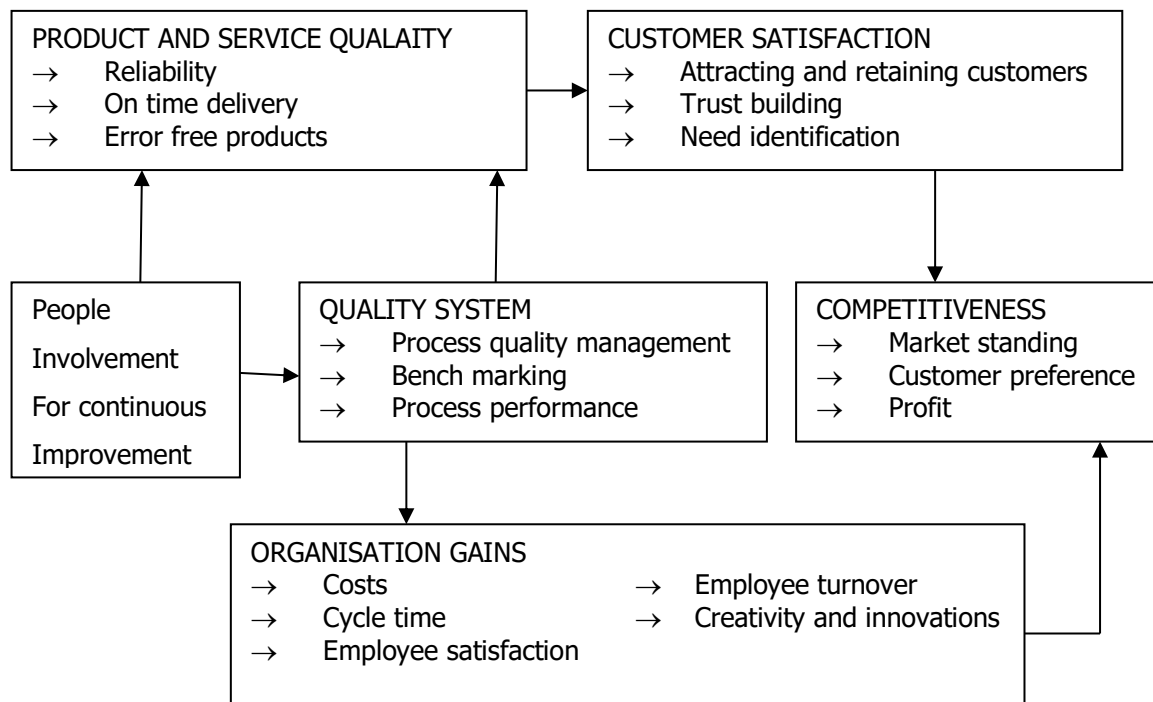 PRODUCT AND SERVICE QUALAITY
→ Reliability
→ On time delivery
→ Error free products
CUSTOMER SATISFACTION
→ Attracting and retaining customers
→ Trust building
→ Need identification
People
Involvement
For continuous
Improvement
QUALITY SYSTEM
→ Process quality management
→ Bench marking
→ Process performance
COMPETITIVENESS
→ Market standing
→ Customer preference
→ Profit
ORGANISATION GAINS
→ Costs → Employee turnover
→ Cycle time → Creativity and innovations
→ Employee satisfaction